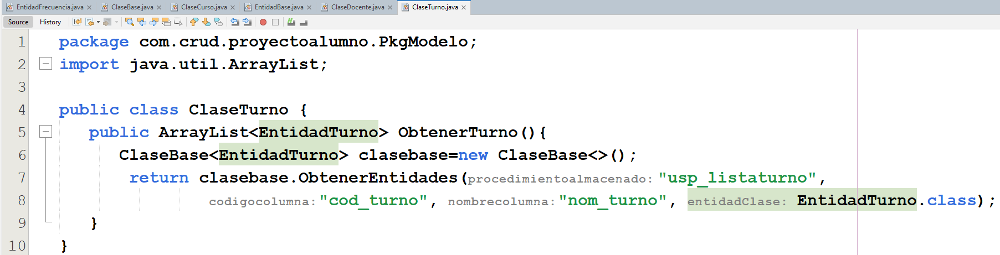 EntidadFrecuencia.java ClaseBase.java ClaseCurso.java EntidadBase.java ClaseDocente.java ClaseTurno.java
Source History
1 package com.crud.proyectoalumno.PkgModelo;
2 import java.util.ArrayList;
3
4 public class ClaseTurno {
5 public ArrayList<EntidadTurno> ObtenerTurno(){
6 ClaseBase<EntidadTurno> clasebase=new ClaseBase<>();
7 return clasebase.ObtenerEntidades(procedimientoalmacenado: "usp_listaturno",
8 codigocolumna: "cod_turno", nombrecolumna: "nom_turno", entidadClase: EntidadTurno.class);
9 }
10 }